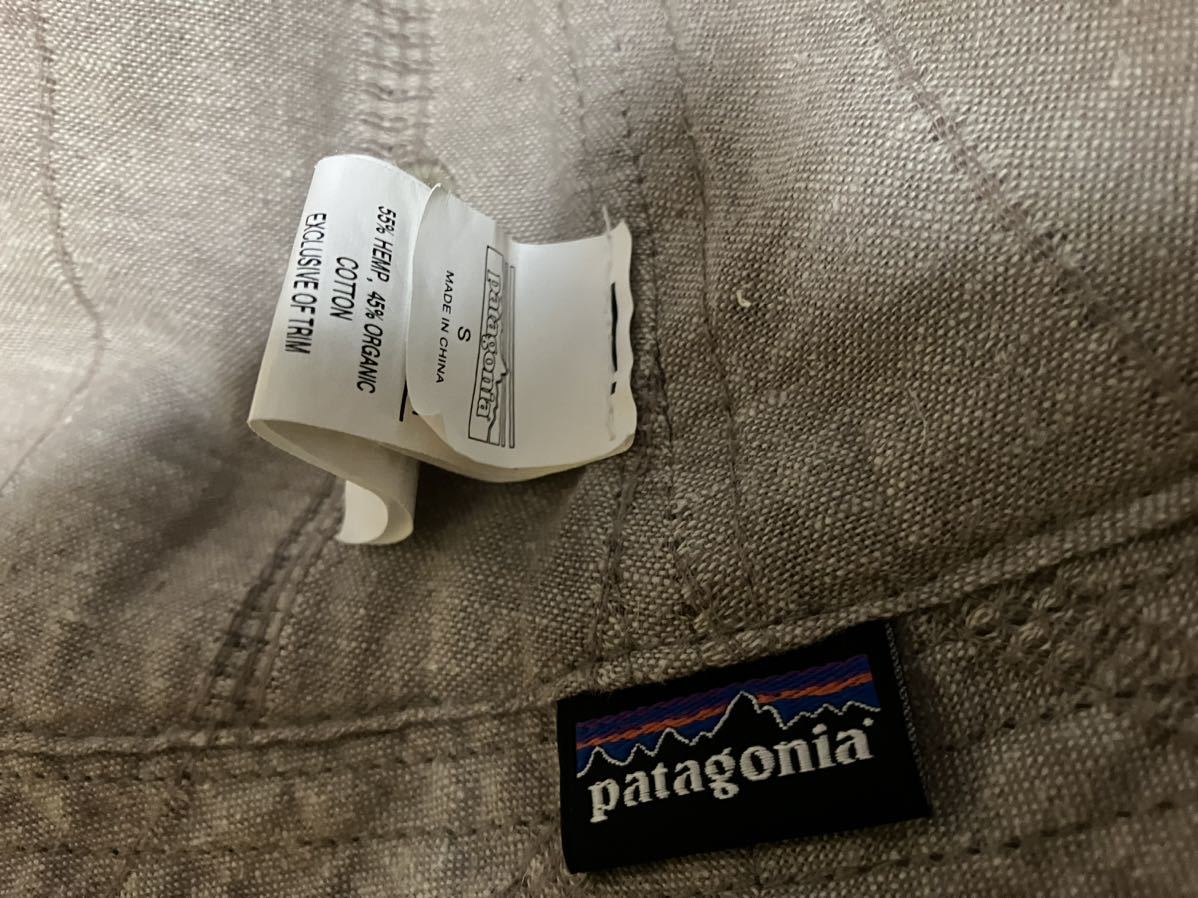 patagonia
S
MADE IN CHINA
55% HEMP, 45% ORGANIC
COTTON
EXCLUSIVE OF TRIM
patagonia